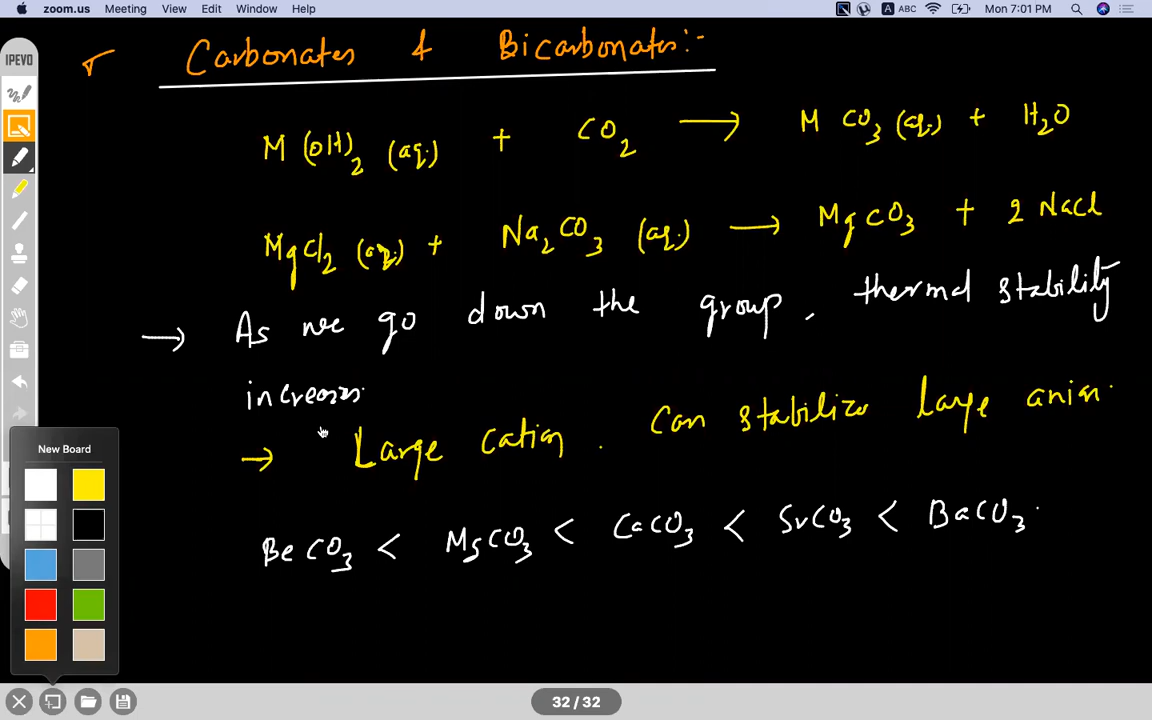 zoom.us Meeting View Edit Window Help ABC Mon 7:01 PM
IPEVO
Carbonates & Bicarbonates:-
M (OH)₂ (aq.) + CO₂ → M CO₃ (aq.) + H₂O
MgCl₂ (aq.) + Na₂CO₃ (aq.) → MgCO₃ + 2 NaCl
→ As we go down the group, thermal stability
increases.
→ Large cation. Can stabilize large anion.
BeCO₃ < MgCO₃ < CaCO₃ < SrCO₃ < BaCO₃.
New Board
32 / 32